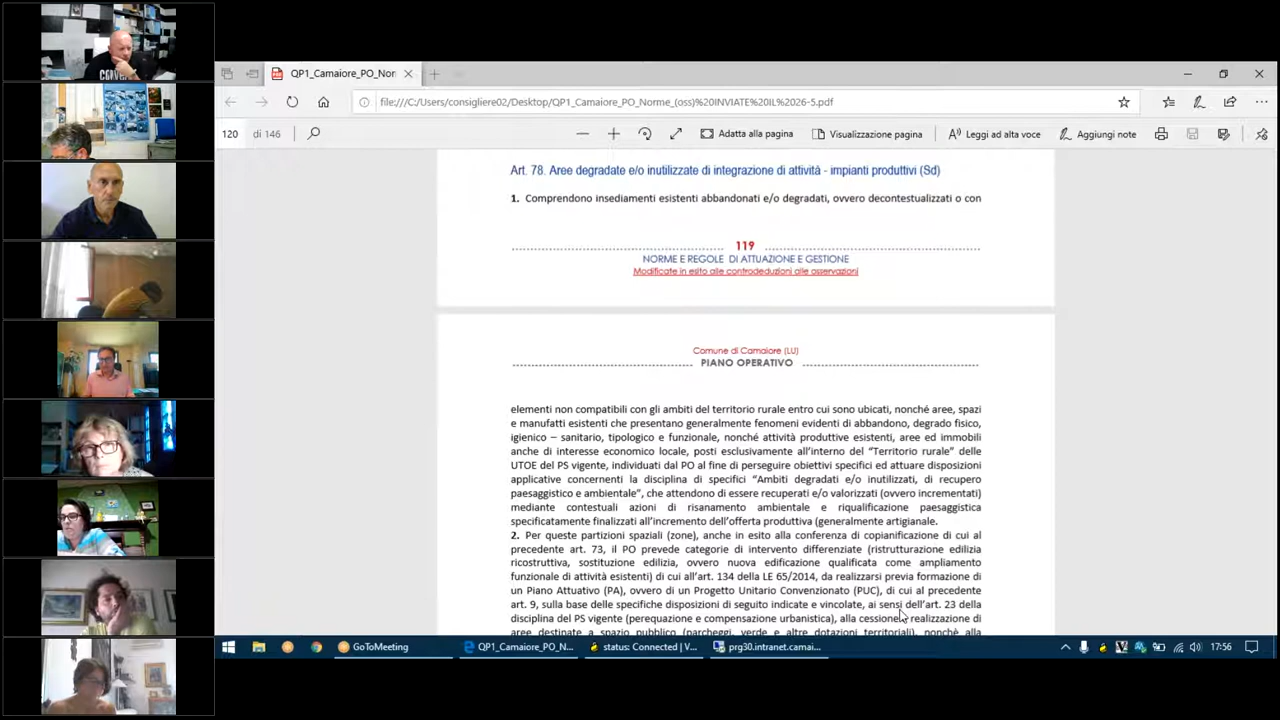 QP1_Camaiore_PO_Nor
file:///C:/Users/consigliere02/Desktop/QP1_Camaiore_PO_Norme_(oss)%20INVIATE%20IL%2026-5.pdf
120 di 146
Adatta alla pagina
Visualizzazione pagina
Leggi ad alta voce
Aggiungi note
Art. 78. Aree degradate e/o inutilizzate di integrazione di attività - impianti produttivi (Sd)
1. Comprendono insediamenti esistenti abbandonati e/o degradati, ovvero decontestualizzati o con
119
NORME E REGOLE DI ATTUAZIONE E GESTIONE
Modificate in esito alle controdeduzioni alle osservazioni
Comune di Camaiore (LU)
PIANO OPERATIVO
elementi non compatibili con gli ambiti del territorio rurale entro cui sono ubicati, nonché aree, spazi
e manufatti esistenti che presentano generalmente fenomeni evidenti di abbandono, degrado fisico,
igienico – sanitario, tipologico e funzionale, nonché attività produttive esistenti, aree ed immobili
anche di interesse economico locale, posti esclusivamente all'interno del “Territorio rurale” delle
UTOE del PS vigente, individuati dal PO al fine di perseguire obiettivi specifici ed attuare disposizioni
applicative concernenti la disciplina di specifici “Ambiti degradati e/o inutilizzati, di recupero
paesaggistico e ambientale”, che attendono di essere recuperati e/o valorizzati (ovvero incrementati)
mediante contestuali azioni di risanamento ambientale e riqualificazione paesaggistica
specificatamente finalizzati all'incremento dell'offerta produttiva (generalmente artigianale.
2. Per queste partizioni spaziali (zone), anche in esito alla conferenza di copianificazione di cui al
precedente art. 73, il PO prevede categorie di intervento differenziate (ristrutturazione edilizia
ricostruttiva, sostituzione edilizia, ovvero nuova edificazione qualificata come ampliamento
funzionale di attività esistenti) di cui all'art. 134 della LE 65/2014, da realizzarsi previa formazione di
un Piano Attuativo (PA), ovvero di un Progetto Unitario Convenzionato (PUC), di cui al precedente
art. 9, sulla base delle specifiche disposizioni di seguito indicate e vincolate, ai sensi dell'art. 23 della
disciplina del PS vigente (perequazione e compensazione urbanistica), alla cessione realizzazione di
aree destinate a spazio pubblico (parcheggi, verde e altre dotazioni territoriali), nonchè alla
GoToMeeting
QP1_Camaiore_PO_N...
status: Connected | V...
prg30.intranet.camai...
17:56